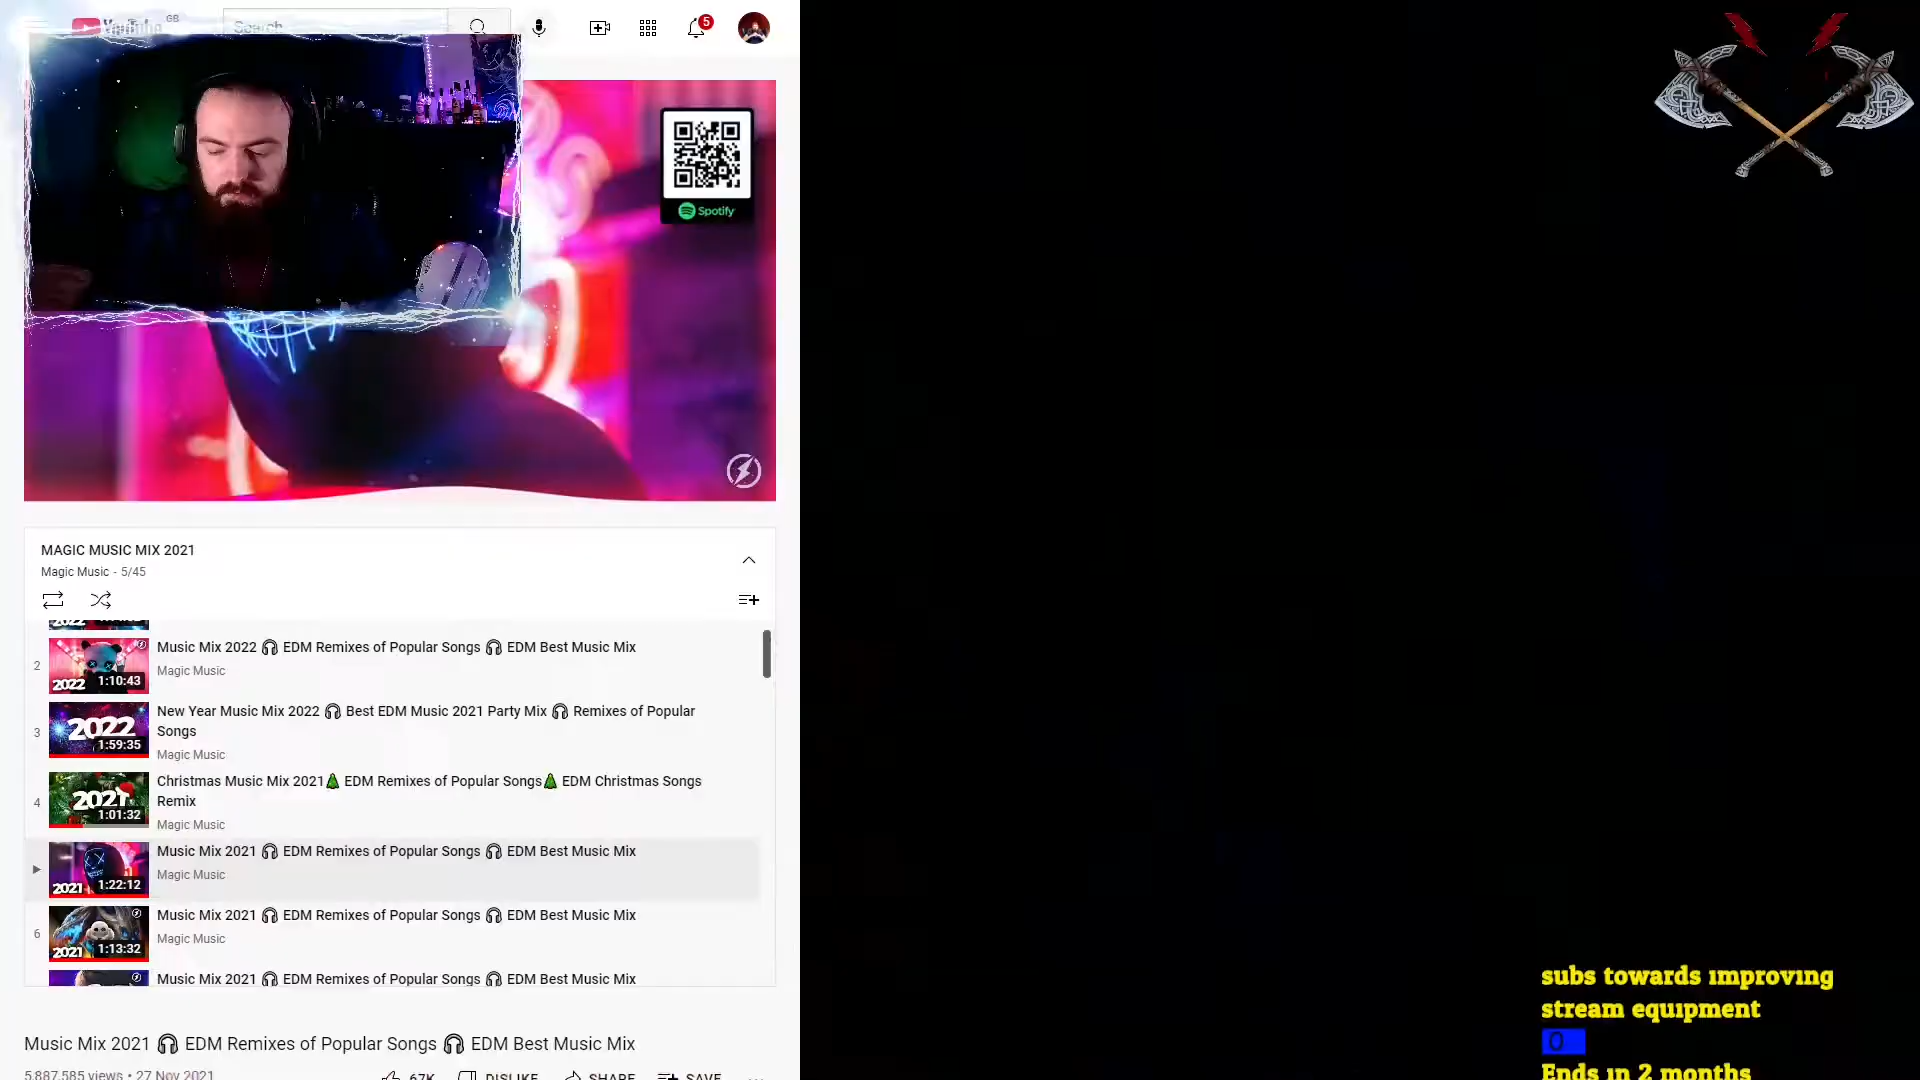 GB
Search
5
Spotify
MAGIC MUSIC MIX 2021
Magic Music - 5/45
2022
2
Music Mix 2022 🎧 EDM Remixes of Popular Songs 🎧 EDM Best Music Mix
Magic Music
2022
1:10:43
3
New Year Music Mix 2022 🎧 Best EDM Music 2021 Party Mix 🎧 Remixes of Popular
Songs
Magic Music
2022
1:59:35
4
Christmas Music Mix 2021🎄 EDM Remixes of Popular Songs🎄 EDM Christmas Songs
Remix
Magic Music
2021
1:01:32
Music Mix 2021 🎧 EDM Remixes of Popular Songs 🎧 EDM Best Music Mix
Magic Music
2021
1:22:12
6
Music Mix 2021 🎧 EDM Remixes of Popular Songs 🎧 EDM Best Music Mix
Magic Music
2021
1:13:32
Music Mix 2021 🎧 EDM Remixes of Popular Songs 🎧 EDM Best Music Mix
Music Mix 2021 🎧 EDM Remixes of Popular Songs 🎧 EDM Best Music Mix
5,887,585 views • 27 Nov 2021
67K
DISLIKE
SHARE
SAVE
subs towards improving
stream equipment
0
Ends in 2 months